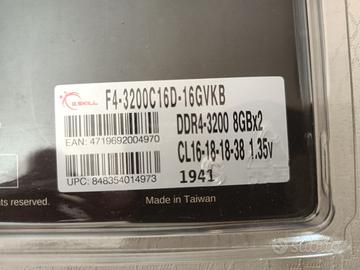 G.SKILL
F4-3200C16D-16GVKB
DDR4-3200 8GBx2
EAN: 4719692004970
CL16-18-18-38 1.35v
UPC: 848354014973
1941
ts reserved.
Made in Taiwan
subito